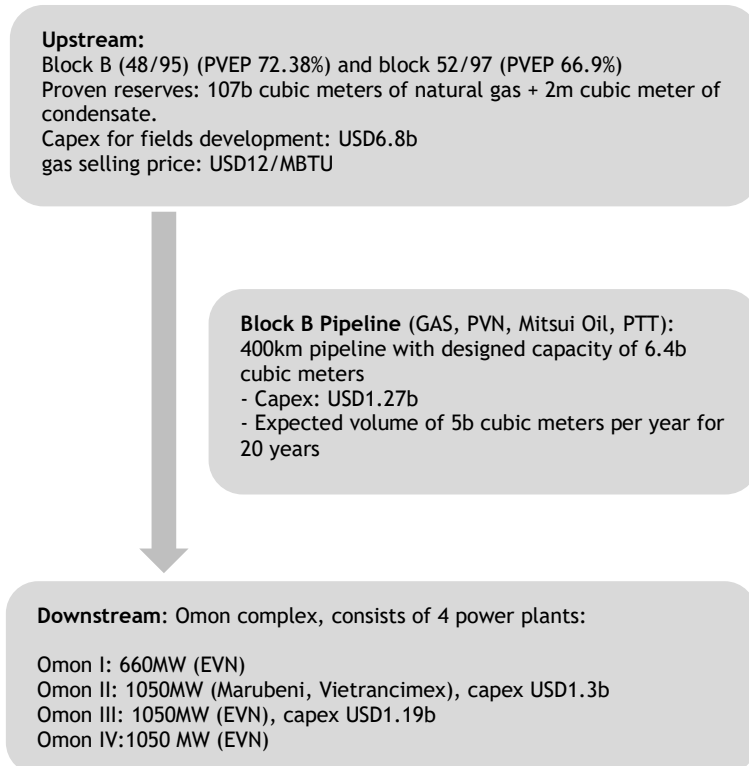 Upstream:
Block B (48/95) (PVEP 72.38%) and block 52/97 (PVEP 66.9%)
Proven reserves: 107b cubic meters of natural gas + 2m cubic meter of
condensate.
Capex for fields development: USD6.8b
gas selling price: USD12/MBTU
Block B Pipeline (GAS, PVN, Mitsui Oil, PTT):
400km pipeline with designed capacity of 6.4b
cubic meters
- Capex: USD1.27b
- Expected volume of 5b cubic meters per year for
20 years
Downstream: Omon complex, consists of 4 power plants:
Omon I: 660MW (EVN)
Omon II: 1050MW (Marubeni, Vietrancimex), capex USD1.3b
Omon III: 1050MW (EVN), capex USD1.19b
Omon IV:1050 MW (EVN)